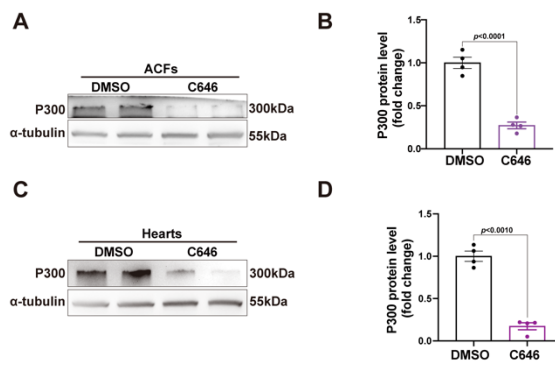 A
ACFs
DMSO C646
P300 300kDa
α-tubulin 55kDa
B
P300 protein level
(fold change)
1.5
1.0
0.5
0.0
p<0.0001
DMSO C646
C
Hearts
DMSO C646
P300 300kDa
α-tubulin 55kDa
D
P300 protein level
(fold change)
1.5
1.0
0.5
0.0
p<0.0010
DMSO C646